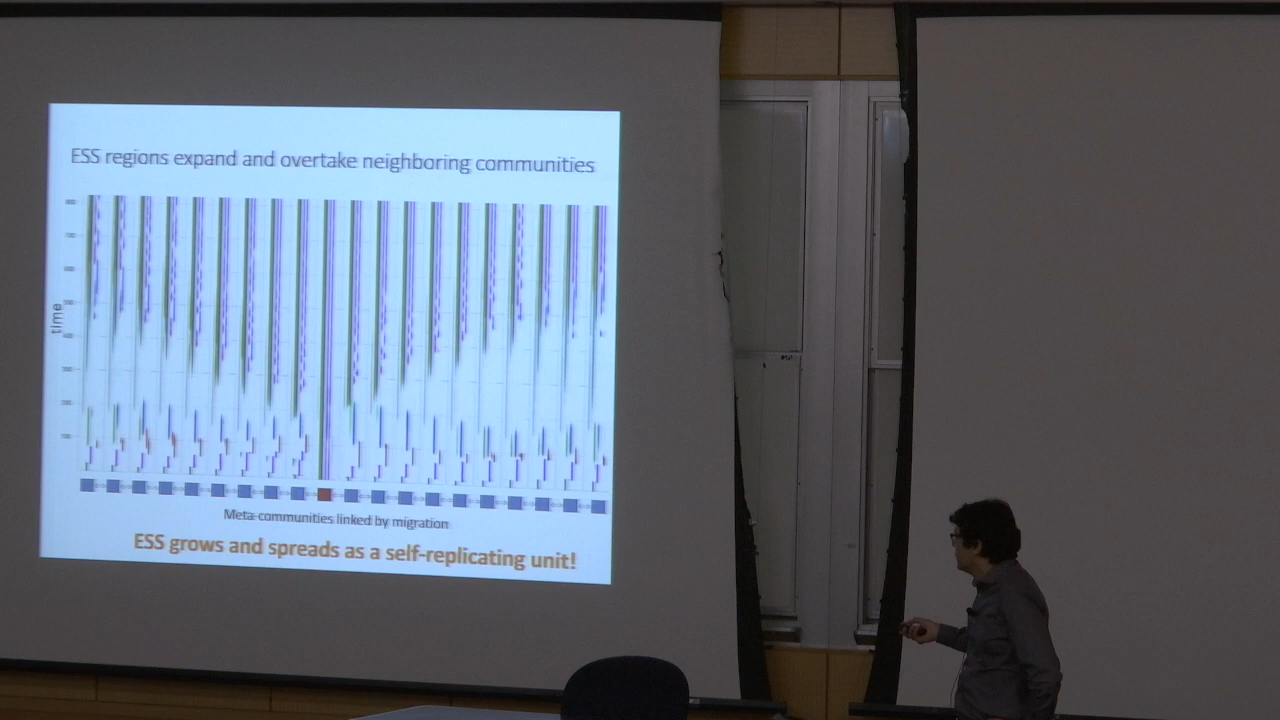 ESS regions expand and overtake neighboring communities
time
Meta-communities linked by migration
ESS grows and spreads as a self-replicating unit!